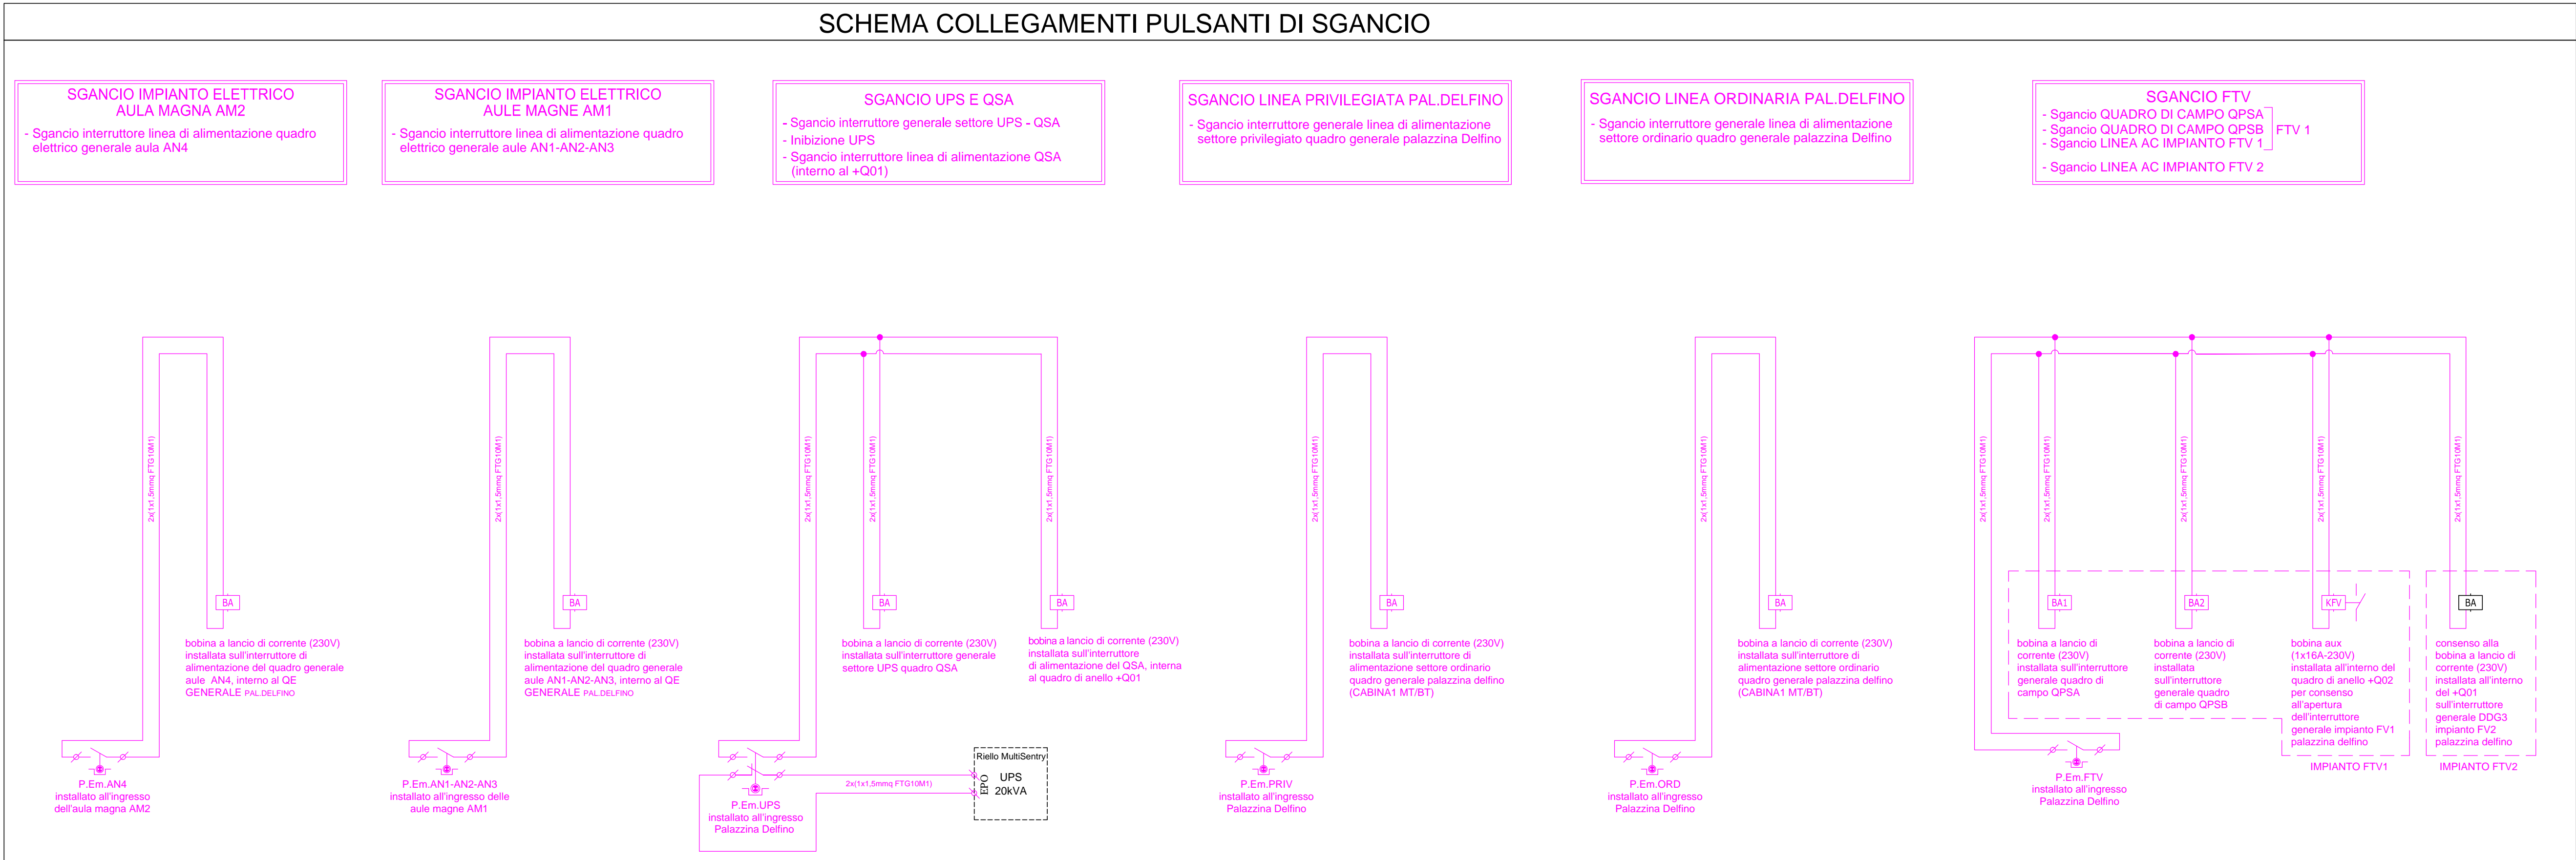 SCHEMA COLLEGAMENTI PULSANTI DI SGANCIO
SGANCIO IMPIANTO ELETTRICO
AULA MAGNA AM2
- Sgancio interruttore linea di alimentazione quadro
elettrico generale aula AN4
SGANCIO IMPIANTO ELETTRICO
AULE MAGNE AM1
- Sgancio interruttore linea di alimentazione quadro
elettrico generale aule AN1-AN2-AN3
SGANCIO UPS E QSA
- Sgancio interruttore generale settore UPS - QSA
- Inibizione UPS
- Sgancio interruttore linea di alimentazione QSA
(interno al +Q01)
SGANCIO LINEA PRIVILEGIATA PAL.DELFINO
- Sgancio interruttore generale linea di alimentazione
settore privilegiato quadro generale palazzina Delfino
SGANCIO LINEA ORDINARIA PAL.DELFINO
- Sgancio interruttore generale linea di alimentazione
settore ordinario quadro generale palazzina Delfino
SGANCIO FTV
- Sgancio QUADRO DI CAMPO QPSA
- Sgancio QUADRO DI CAMPO QPSB
- Sgancio LINEA AC IMPIANTO FTV 1
FTV 1
- Sgancio LINEA AC IMPIANTO FTV 2
2x(1x1,5mmq FTG10M1)
BA
bobina a lancio di corrente (230V)
installata sull'interruttore di
alimentazione del quadro generale
aule AN4, interno al QE
GENERALE PAL.DELFINO
P.Em.AN4
installato all'ingresso
dell'aula magna AM2
2x(1x1,5mmq FTG10M1)
BA
bobina a lancio di corrente (230V)
installata sull'interruttore di
alimentazione del quadro generale
aule AN1-AN2-AN3, interno al QE
GENERALE PAL.DELFINO
P.Em.AN1-AN2-AN3
installato all'ingresso delle
aule magne AM1
2x(1x1,5mmq FTG10M1)
2x(1x1,5mmq FTG10M1)
2x(1x1,5mmq FTG10M1)
BA
bobina a lancio di corrente (230V)
installata sull'interruttore generale
settore UPS quadro QSA
BA
bobina a lancio di corrente (230V)
installata sull'interruttore
di alimentazione del QSA, interna
al quadro di anello +Q01
P.Em.UPS
installato all'ingresso
Palazzina Delfino
2x(1x1,5mmq FTG10M1)
Riello MultiSentry
EPO
UPS
20kVA
2x(1x1,5mmq FTG10M1)
BA
bobina a lancio di corrente (230V)
installata sull'interruttore di
alimentazione settore ordinario
quadro generale palazzina delfino
(CABINA1 MT/BT)
P.Em.PRIV
installato all'ingresso
Palazzina Delfino
2x(1x1,5mmq FTG10M1)
BA
bobina a lancio di corrente (230V)
installata sull'interruttore di
alimentazione settore ordinario
quadro generale palazzina delfino
(CABINA1 MT/BT)
P.Em.ORD
installato all'ingresso
Palazzina Delfino
2x(1x1,5mmq FTG10M1)
2x(1x1,5mmq FTG10M1)
2x(1x1,5mmq FTG10M1)
2x(1x1,5mmq FTG10M1)
2x(1x1,5mmq FTG10M1)
BA1
bobina a lancio di
corrente (230V)
installata sull'interruttore
generale quadro di
campo QPSA
BA2
bobina a lancio di
corrente (230V)
installata
sull'interruttore
generale quadro
di campo QPSB
KFV
bobina aux
(1x16A-230V)
installata all'interno del
quadro di anello +Q02
per consenso
all'apertura
dell'interruttore
generale impianto FV1
palazzina delfino
IMPIANTO FTV1
BA
consenso alla
bobina a lancio di
corrente (230V)
installata all'interno
del +Q01
sull'interruttore
generale DDG3
impianto FV2
palazzina delfino
IMPIANTO FTV2
P.Em.FTV
installato all'ingresso
Palazzina Delfino